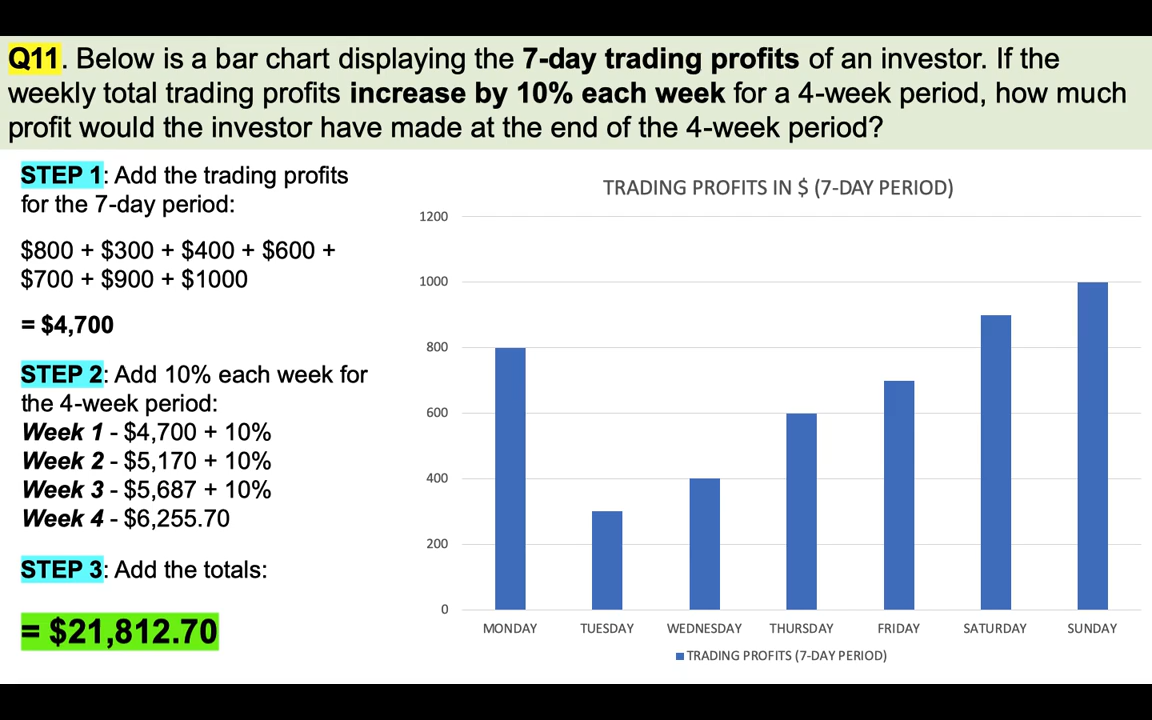 Q11. Below is a bar chart displaying the 7-day trading profits of an investor. If the
weekly total trading profits increase by 10% each week for a 4-week period, how much
profit would the investor have made at the end of the 4-week period?
STEP 1: Add the trading profits
for the 7-day period:
$800 + $300 + $400 + $600 +
$700 + $900 + $1000
= $4,700
STEP 2: Add 10% each week for
the 4-week period:
Week 1 - $4,700 + 10%
Week 2 - $5,170 + 10%
Week 3 - $5,687 + 10%
Week 4 - $6,255.70
STEP 3: Add the totals:
= $21,812.70
TRADING PROFITS IN $ (7-DAY PERIOD)
1200
1000
800
600
400
200
0
MONDAY TUESDAY WEDNESDAY THURSDAY FRIDAY SATURDAY SUNDAY
TRADING PROFITS (7-DAY PERIOD)